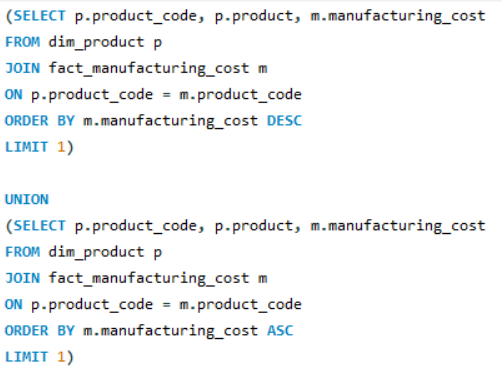 (SELECT p.product_code, p.product, m.manufacturing_cost
FROM dim_product p
JOIN fact_manufacturing_cost m
ON p.product_code = m.product_code
ORDER BY m.manufacturing_cost DESC
LIMIT 1)
UNION
(SELECT p.product_code, p.product, m.manufacturing_cost
FROM dim_product p
JOIN fact_manufacturing_cost m
ON p.product_code = m.product_code
ORDER BY m.manufacturing_cost ASC
LIMIT 1)